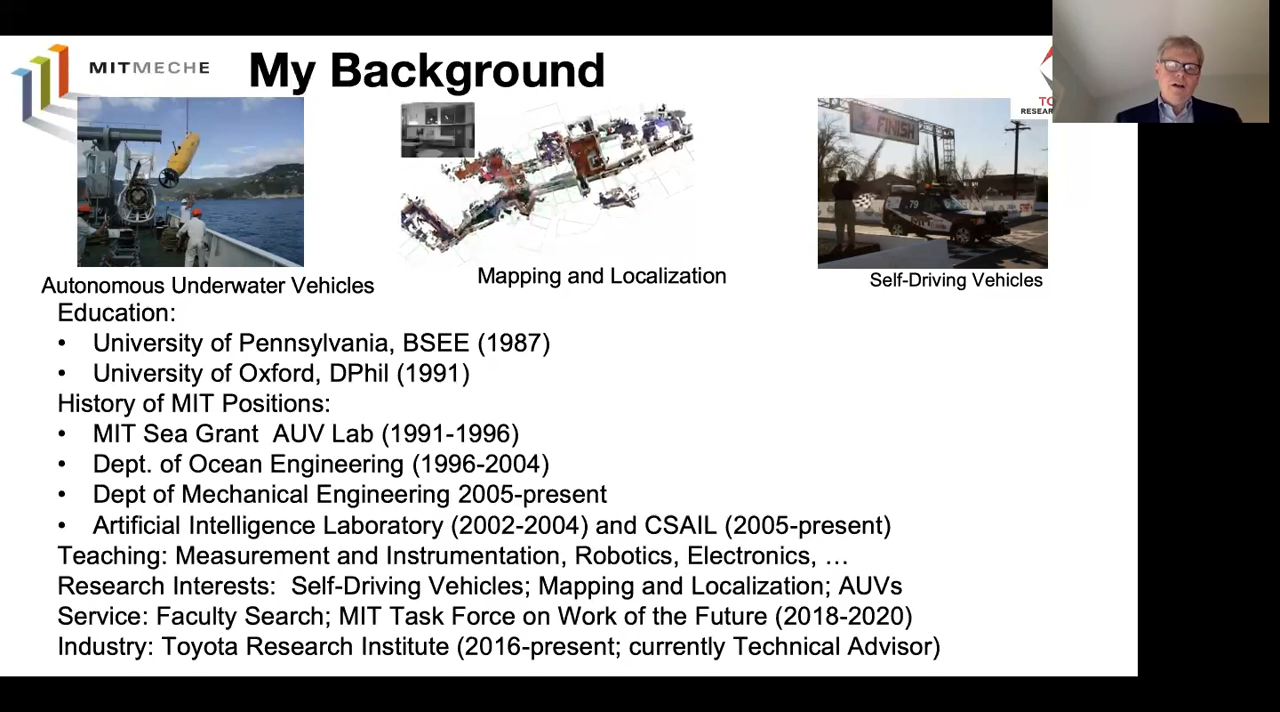 MITMECHE
My Background
TO
RESEAR
FINISH
79
Autonomous Underwater Vehicles
Mapping and Localization
Self-Driving Vehicles
Education:
• University of Pennsylvania, BSEE (1987)
• University of Oxford, DPhil (1991)
History of MIT Positions:
• MIT Sea Grant  AUV Lab (1991-1996)
• Dept. of Ocean Engineering (1996-2004)
• Dept of Mechanical Engineering 2005-present
• Artificial Intelligence Laboratory (2002-2004) and CSAIL (2005-present)
Teaching: Measurement and Instrumentation, Robotics, Electronics, …
Research Interests:  Self-Driving Vehicles; Mapping and Localization; AUVs
Service: Faculty Search; MIT Task Force on Work of the Future (2018-2020)
Industry: Toyota Research Institute (2016-present; currently Technical Advisor)